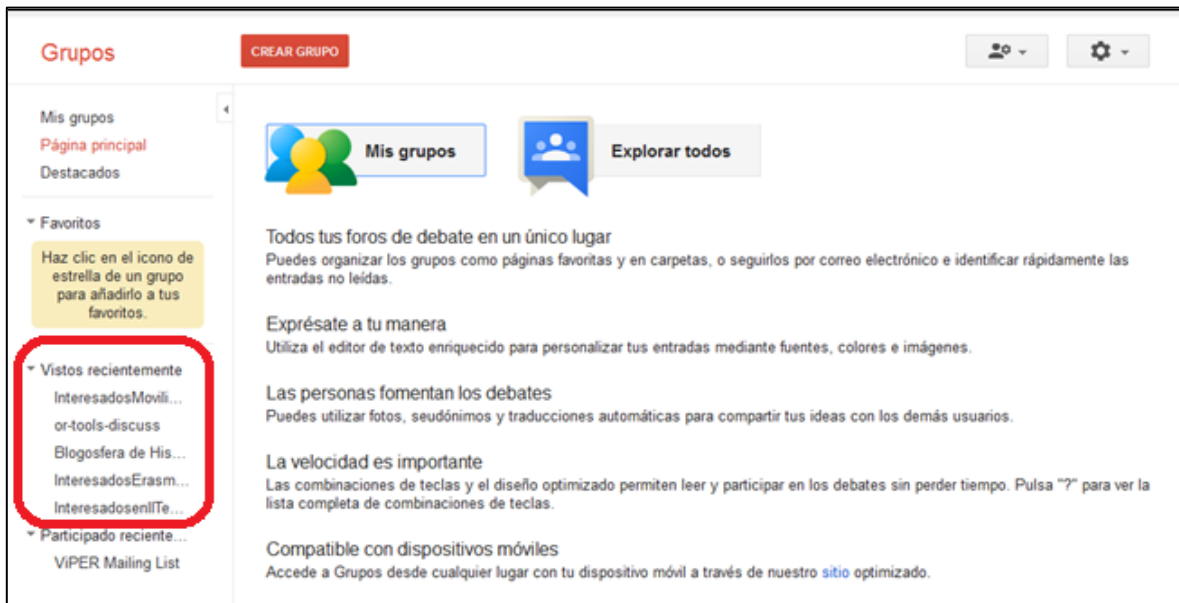 Grupos
CREAR GRUPO
Mis grupos
Página principal
Destacados
Favoritos
Haz clic en el icono de
estrella de un grupo
para añadirlo a tus
favoritos.
Vistos recientemente
InteresadosMovili...
or-tools-discuss
Blogosfera de His...
InteresadosErasm...
InteresadosenIITe...
Participado reciente...
ViPER Mailing List
Mis grupos
Explorar todos
Todos tus foros de debate en un único lugar
Puedes organizar los grupos como páginas favoritas y en carpetas, o seguirlos por correo electrónico e identificar rápidamente las
entradas no leídas.
Exprésate a tu manera
Utiliza el editor de texto enriquecido para personalizar tus entradas mediante fuentes, colores e imágenes.
Las personas fomentan los debates
Puedes utilizar fotos, seudónimos y traducciones automáticas para compartir tus ideas con los demás usuarios.
La velocidad es importante
Las combinaciones de teclas y el diseño optimizado permiten leer y participar en los debates sin perder tiempo. Pulsa "?" para ver la
lista completa de combinaciones de teclas.
Compatible con dispositivos móviles
Accede a Grupos desde cualquier lugar con tu dispositivo móvil a través de nuestro sitio optimizado.